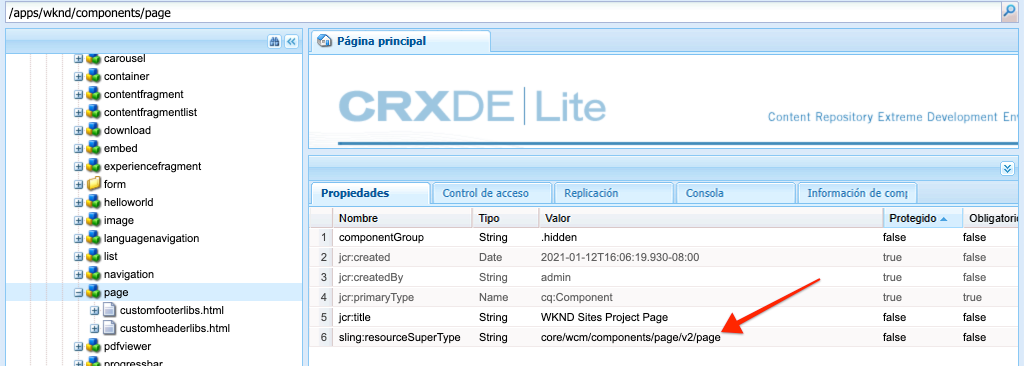 /apps/wknd/components/page
carousel
container
contentfragment
contentfragmentlist
download
embed
experiencefragment
form
helloworld
image
languagenavigation
list
navigation
page
customfooterlibs.html
customheaderlibs.html
pdfviewer
progressbar
Página principal
CRXDE Lite
Content Repository Extreme Development Env
Propiedades Control de acceso Replicación Consola Información de comp
Nombre Tipo Valor Protegido Obligatorio
1 componentGroup String .hidden false false
2 jcr:created Date 2021-01-12T16:06:19.930-08:00 true false
3 jcr:createdBy String admin true false
4 jcr:primaryType Name cq:Component true true
5 jcr:title String WKND Sites Project Page false false
6 sling:resourceSuperType String core/wcm/components/page/v2/page false false